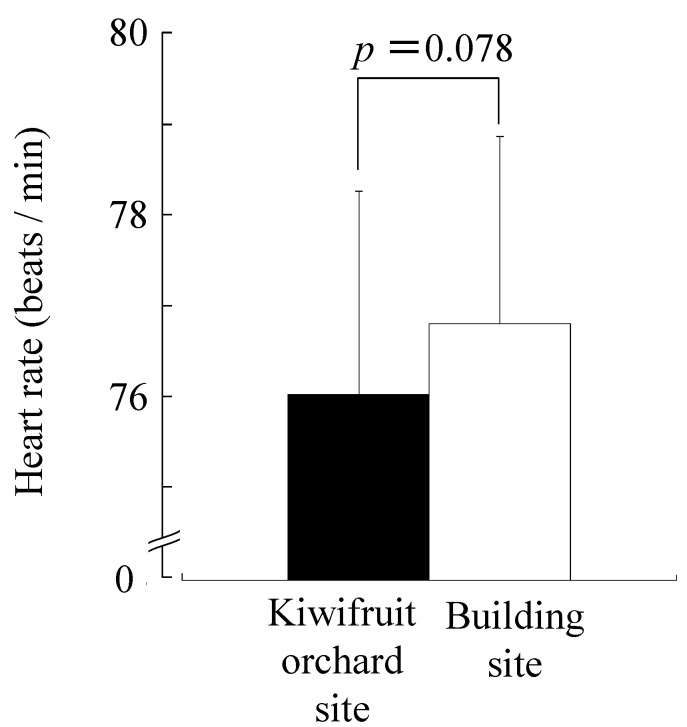 80
p = 0.078
78
76
0
Heart rate (beats / min)
Kiwifruit
orchard
site
Building
site